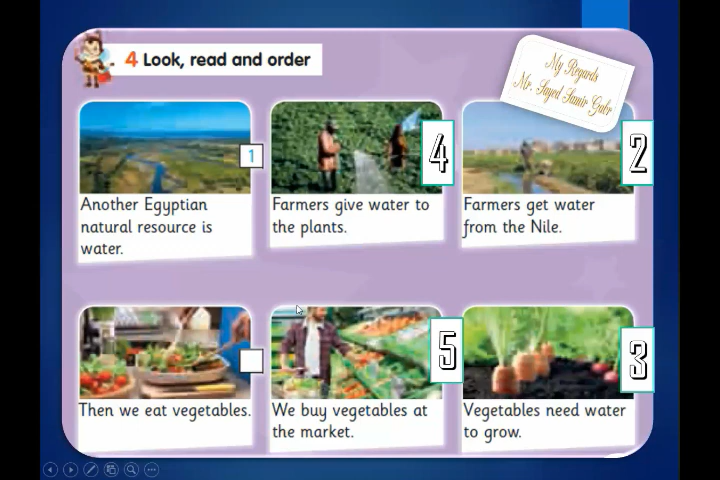 4 Look, read and order
My Regards
Mr. Sayed Samir Gabr
1
4
2
Another Egyptian
natural resource is
water.
Farmers give water to
the plants.
Farmers get water
from the Nile.
5
3
Then we eat vegetables.
We buy vegetables at
the market.
Vegetables need water
to grow.